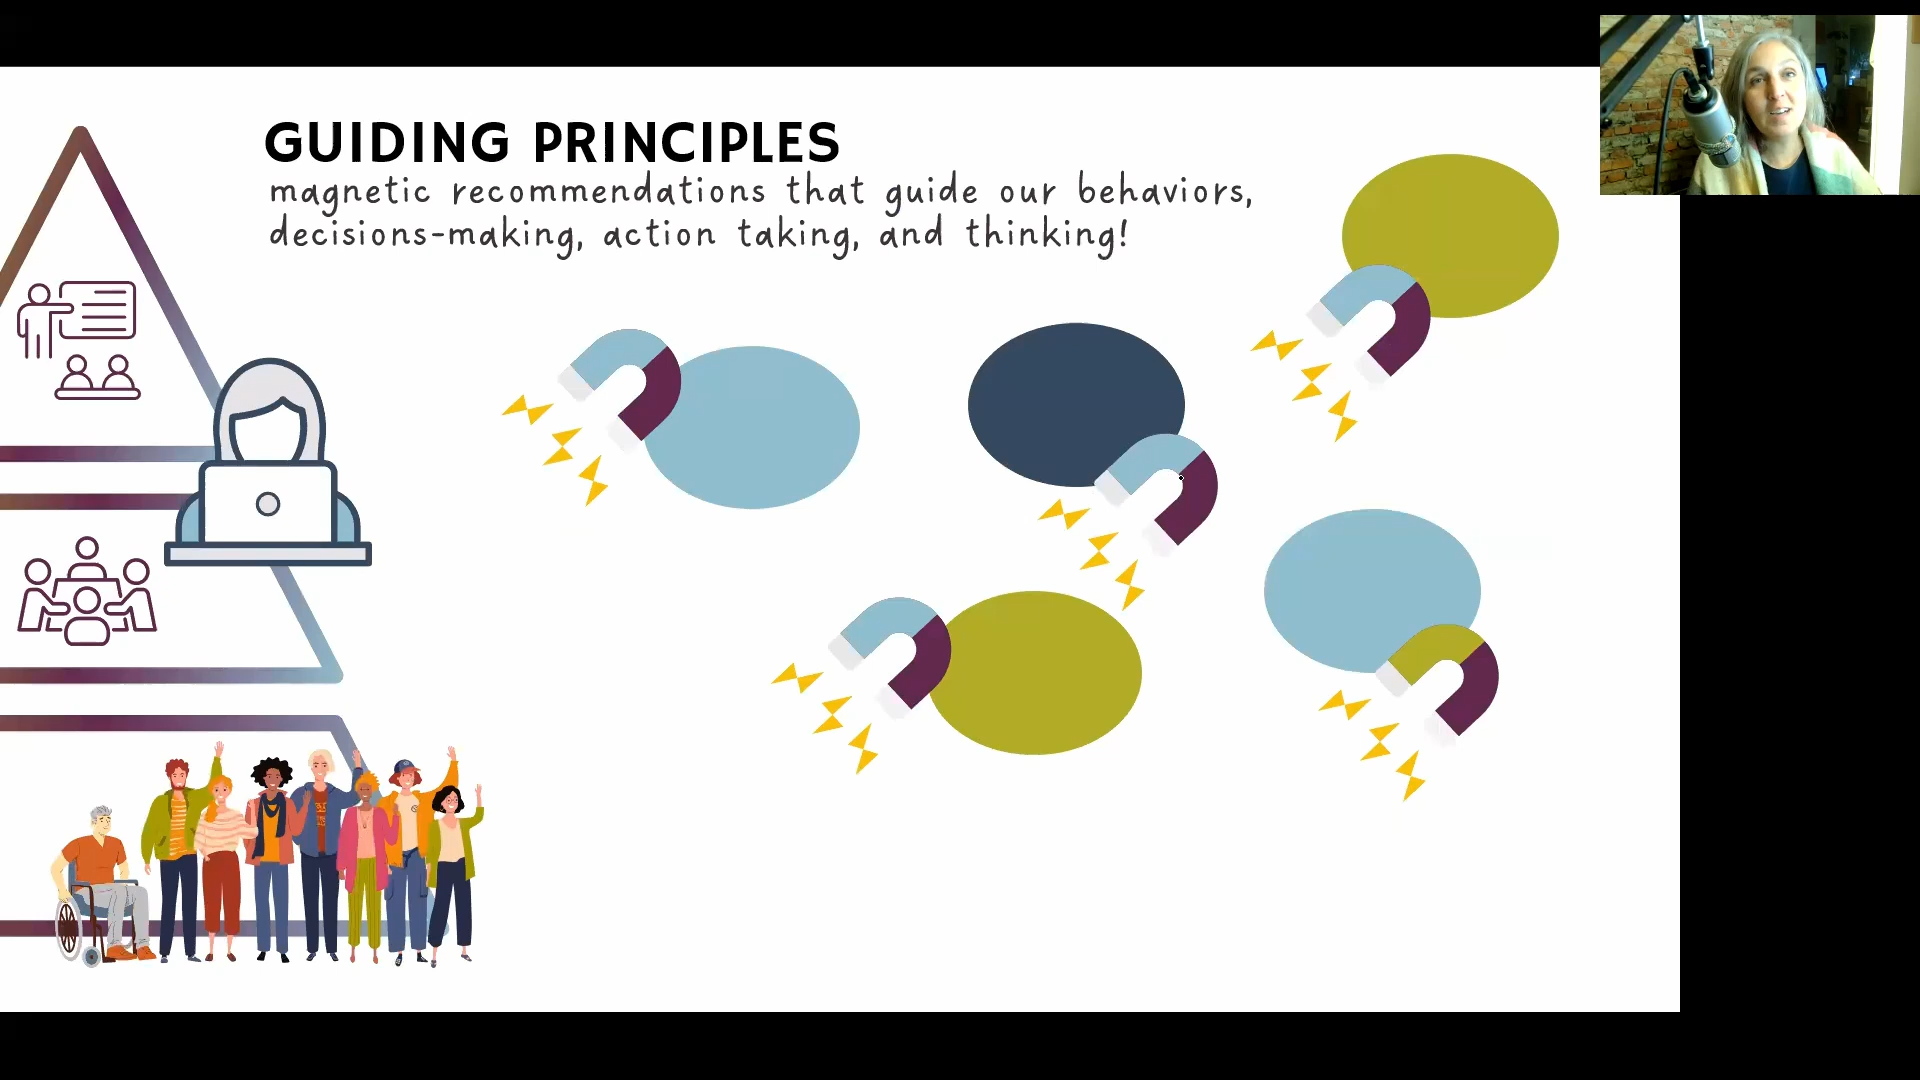 GUIDING PRINCIPLES
magnetic recommendations that guide our behaviors,
decisions-making, action taking, and thinking!